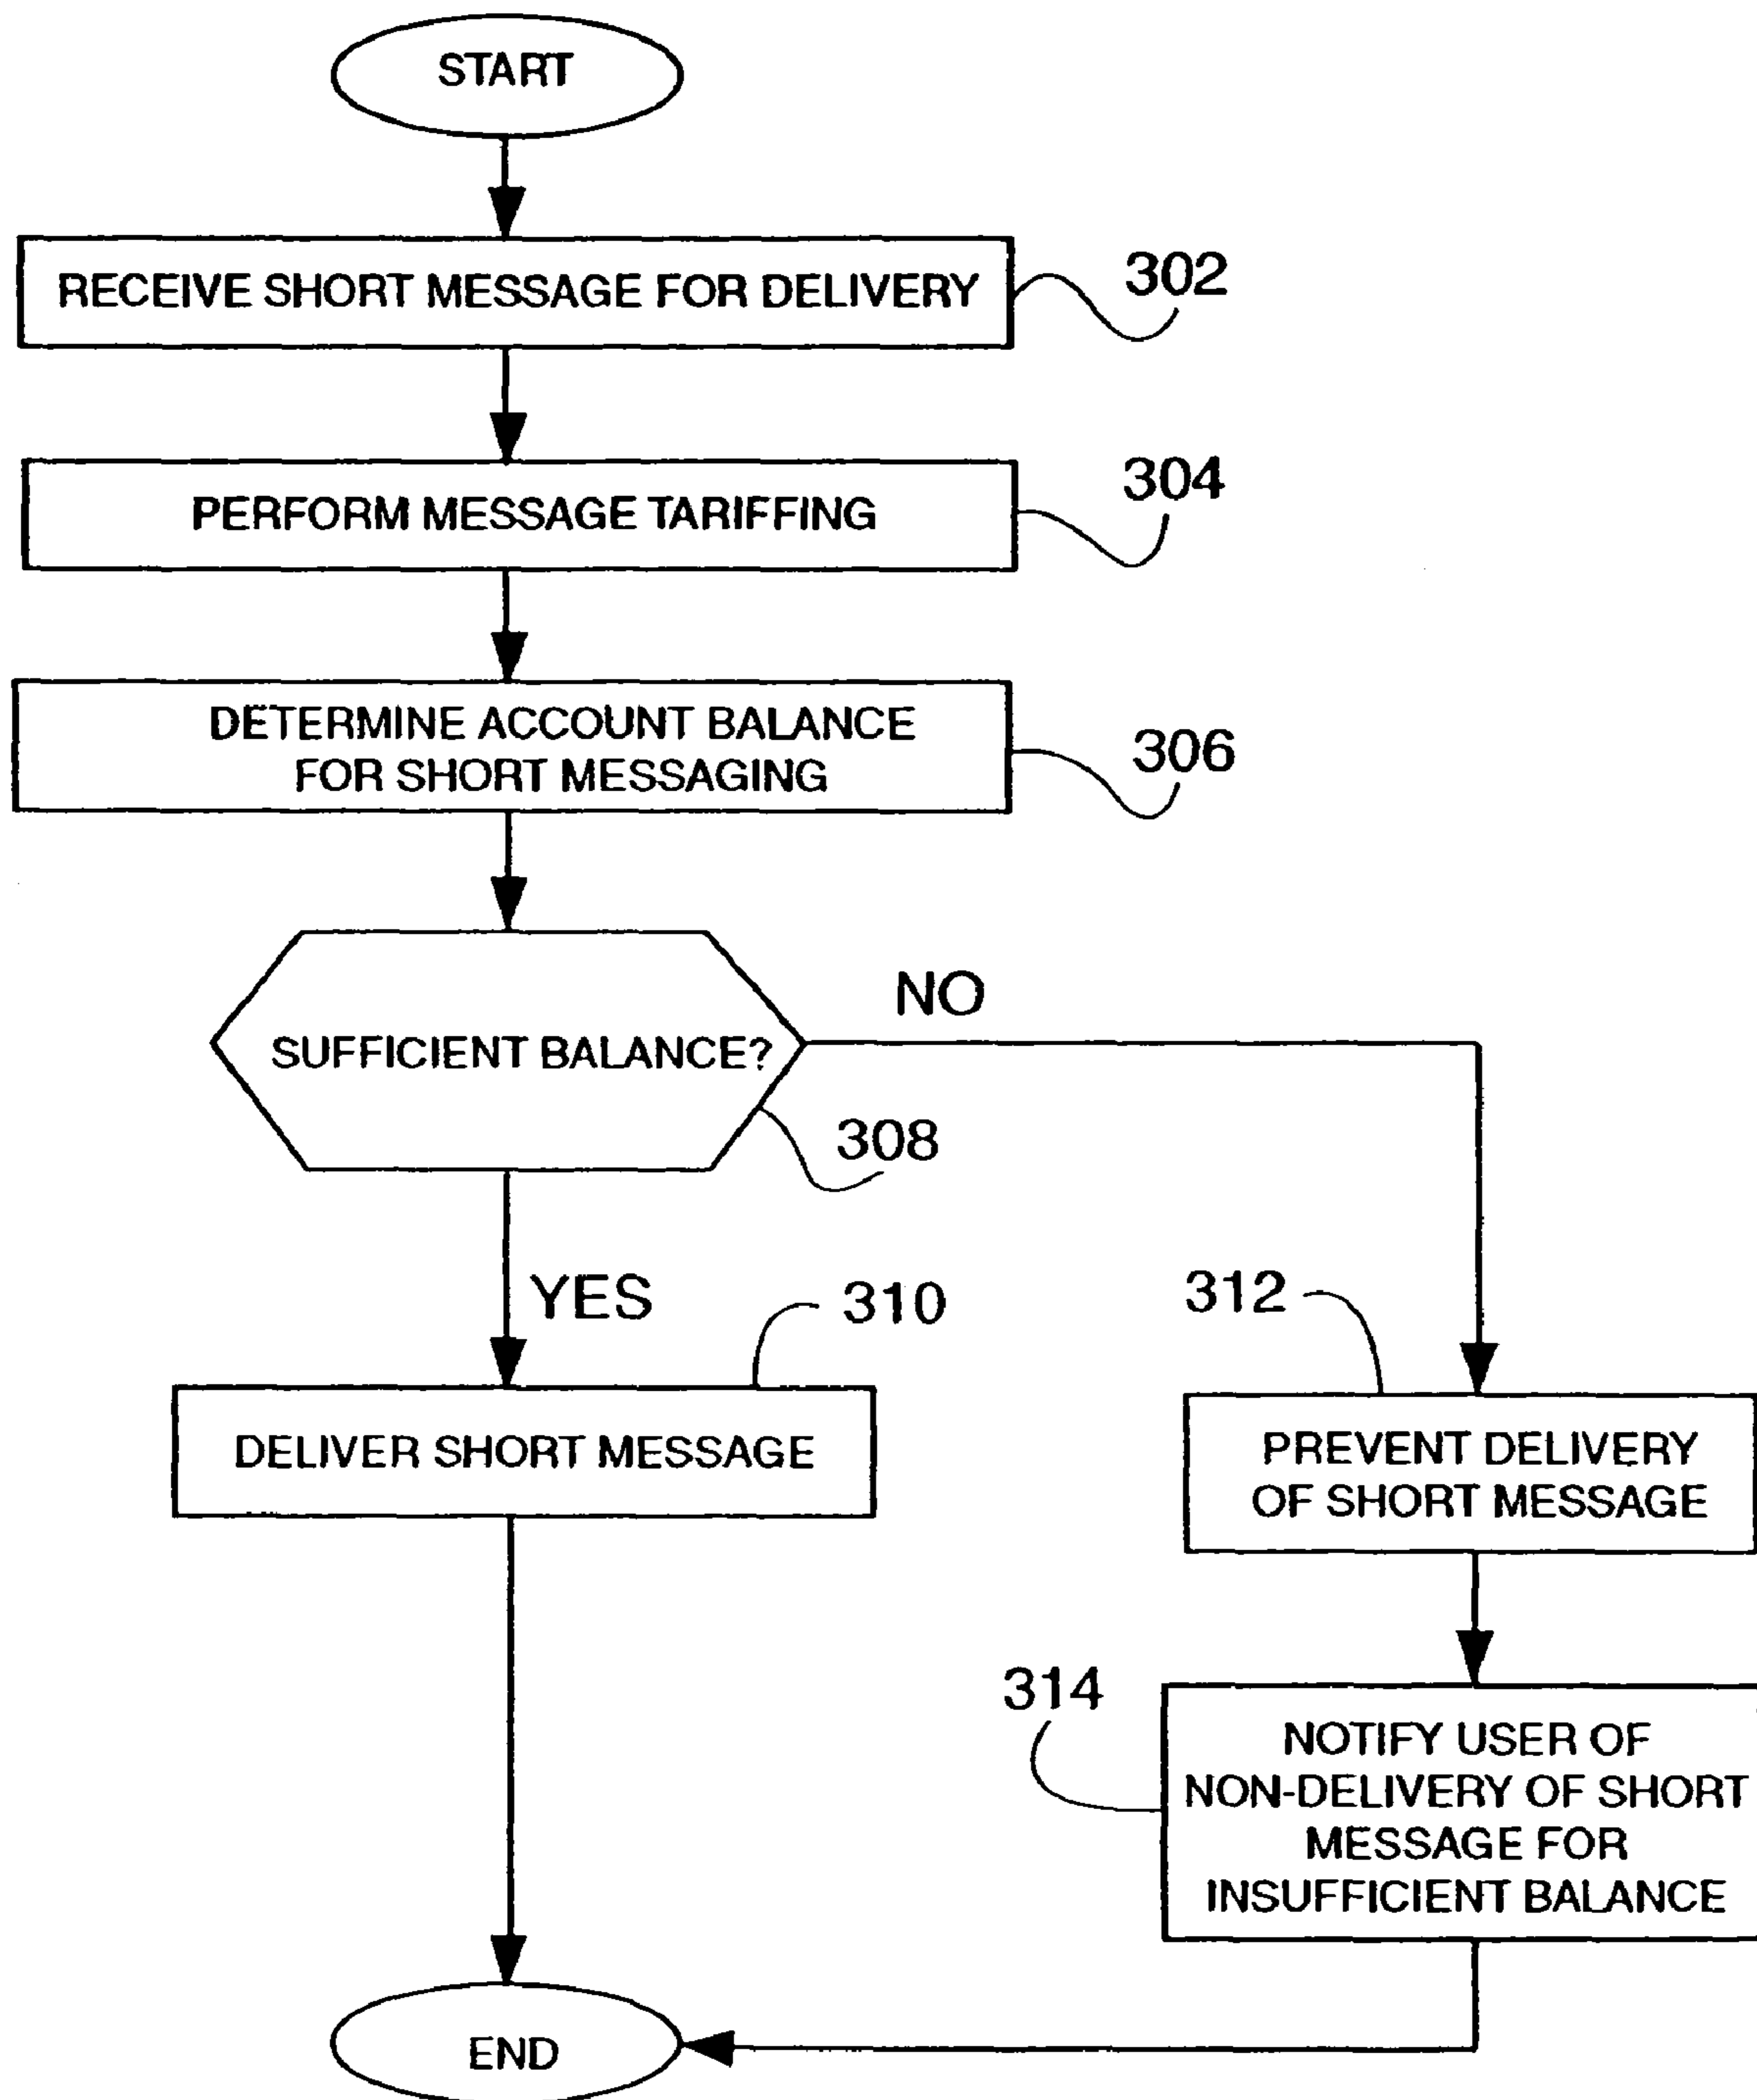 START
RECEIVE SHORT MESSAGE FOR DELIVERY
302
PERFORM MESSAGE TARIFFING
304
DETERMINE ACCOUNT BALANCE
FOR SHORT MESSAGING
306
SUFFICIENT BALANCE?
NO
308
YES
310
312
DELIVER SHORT MESSAGE
PREVENT DELIVERY
OF SHORT MESSAGE
314
NOTIFY USER OF
NON-DELIVERY OF SHORT
MESSAGE FOR
INSUFFICIENT BALANCE
END